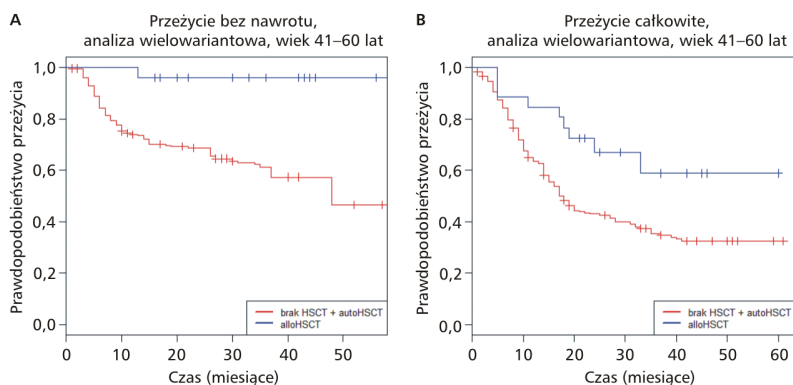 A
Przeżycie bez nawrotu,
analiza wielowariantowa, wiek 41–60 lat
Prawdopodobieństwo przeżycia
1,0
0,8
0,6
0,4
0,2
0,0
brak HSCT + autoHSCT
alloHSCT
0 10 20 30 40 50
Czas (miesiące)
B
Przeżycie całkowite,
analiza wielowariantowa, wiek 41–60 lat
Prawdopodobieństwo przeżycia
1,0
0,8
0,6
0,4
0,2
0,0
brak HSCT + autoHSCT
alloHSCT
0 10 20 30 40 50 60
Czas (miesiące)